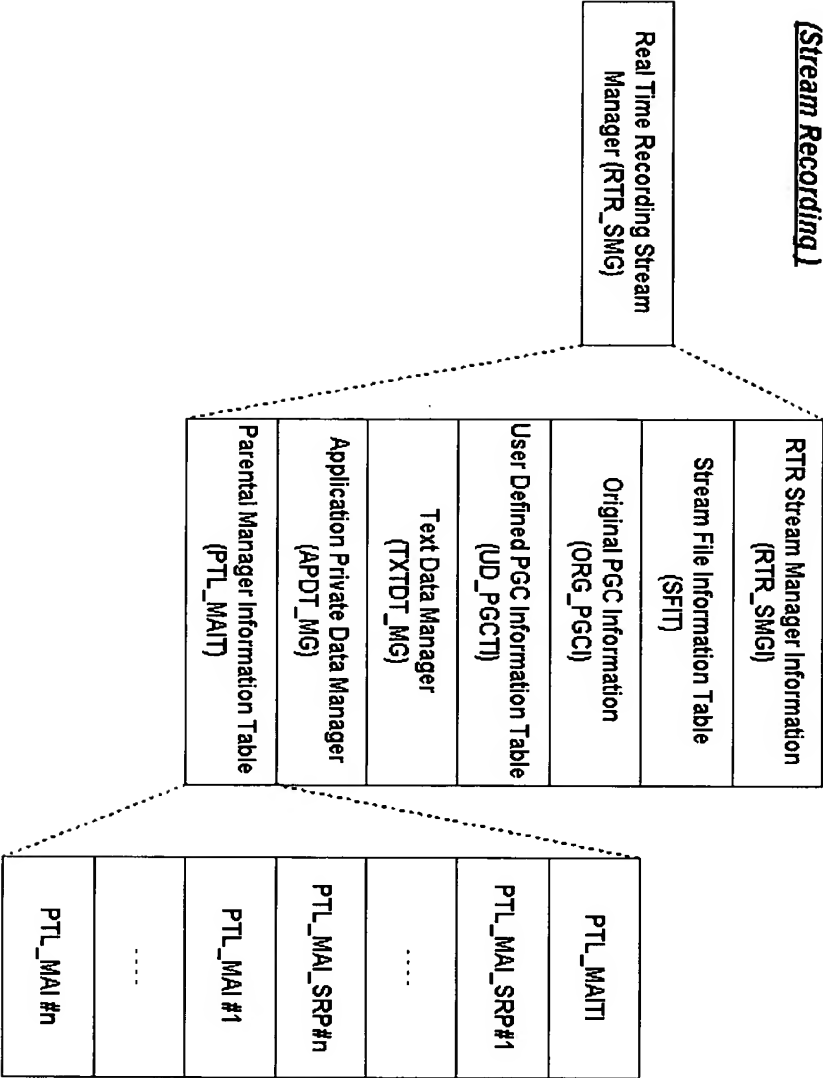 (Stream Recording )
Real Time Recording Stream
Manager (RTR_SMG)
RTR Stream Manager Information
(RTR_SMGI)
Stream File Information Table
(SFIT)
Original PGC Information
(ORG_PGCI)
User Defined PGC Information Table
(UD_PGCTI)
Text Data Manager
(TXTDT_MG)
Application Private Data Manager
(APDT_MG)
Parental Manager Information Table
(PTL_MAIT)
PTL_MAITI
PTL_MAI_SRP#1
....
PTL_MAI_SRP#n
PTL_MAI #1
....
PTL_MAI #n